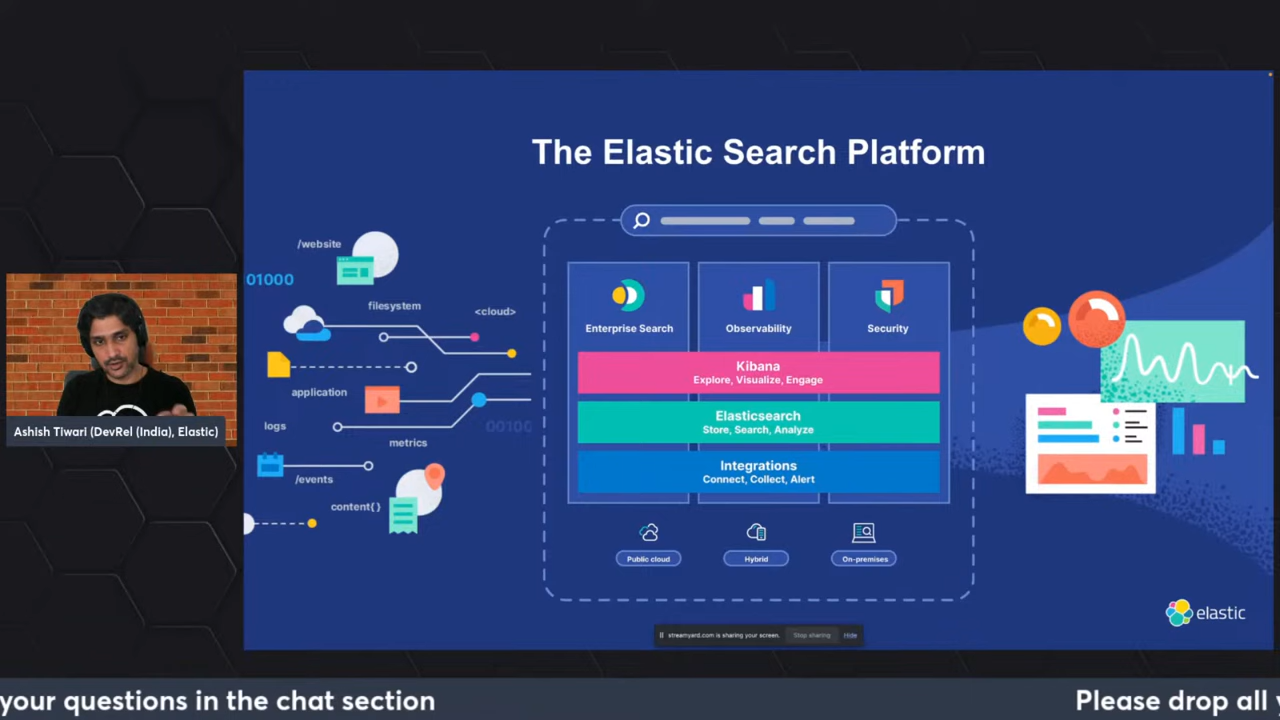 The Elastic Search Platform
/website
01000
filesystem
<cloud>
application
logs
00100
metrics
/events
content{}
Enterprise Search
Observability
Security
Kibana
Explore, Visualize, Engage
Elasticsearch
Store, Search, Analyze
Integrations
Connect, Collect, Alert
Public cloud
Hybrid
On-premises
elastic
streamyard.com is sharing your screen.
Stop sharing
Hide
Ashish Tiwari (DevRel (India), Elastic)
your questions in the chat section
Please drop all